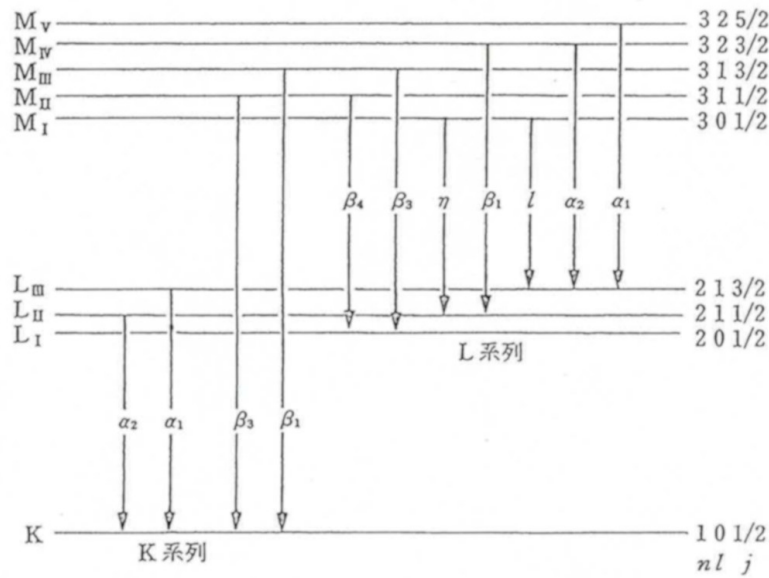 M_V 3 2 5/2
M_IV 3 2 3/2
M_III 3 1 3/2
M_II 3 1 1/2
M_I 3 0 1/2
β₄ β₃ η β₁ l α₂ α₁
L_III 2 1 3/2
L_II 2 1 1/2
L_I 2 0 1/2
L 系列
α₂ α₁ β₃ β₁
K 1 0 1/2
K 系列 n l j